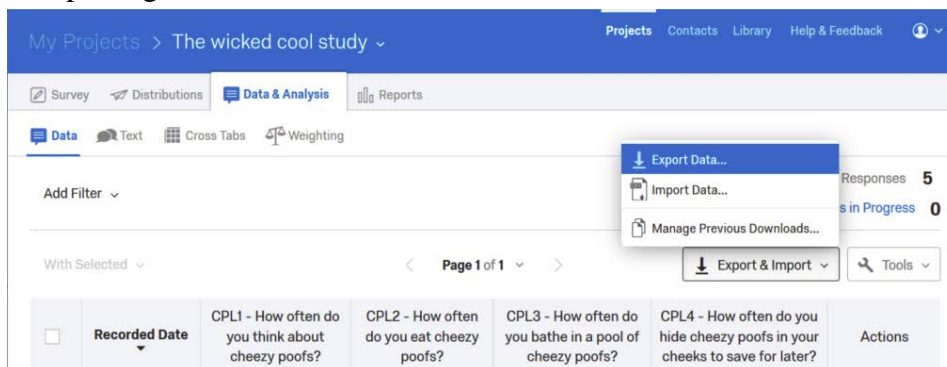 My Projects > The wicked cool study
Projects Contacts Library Help & Feedback
Survey Distributions Data & Analysis Reports
Data Text Cross Tabs Weighting
Export Data...
Import Data...
Manage Previous Downloads...
Add Filter
Responses 5
s in Progress 0
With Selected
Page 1 of 1
Export & Import
Tools
Recorded Date
CPL1 - How often do
you think about
cheezy poofs?
CPL2 - How often
do you eat cheezy
poofs?
CPL3 - How often do
you bathe in a pool of
cheezy poofs?
CPL4 - How often do you
hide cheezy poofs in your
cheeks to save for later?
Actions